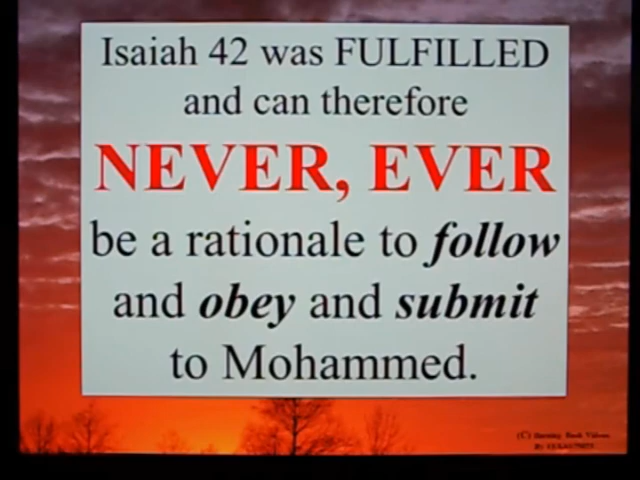 Isaiah 42 was FULFILLED
and can therefore
NEVER, EVER
be a rationale to follow
and obey and submit
to Mohammed.
(C)
By